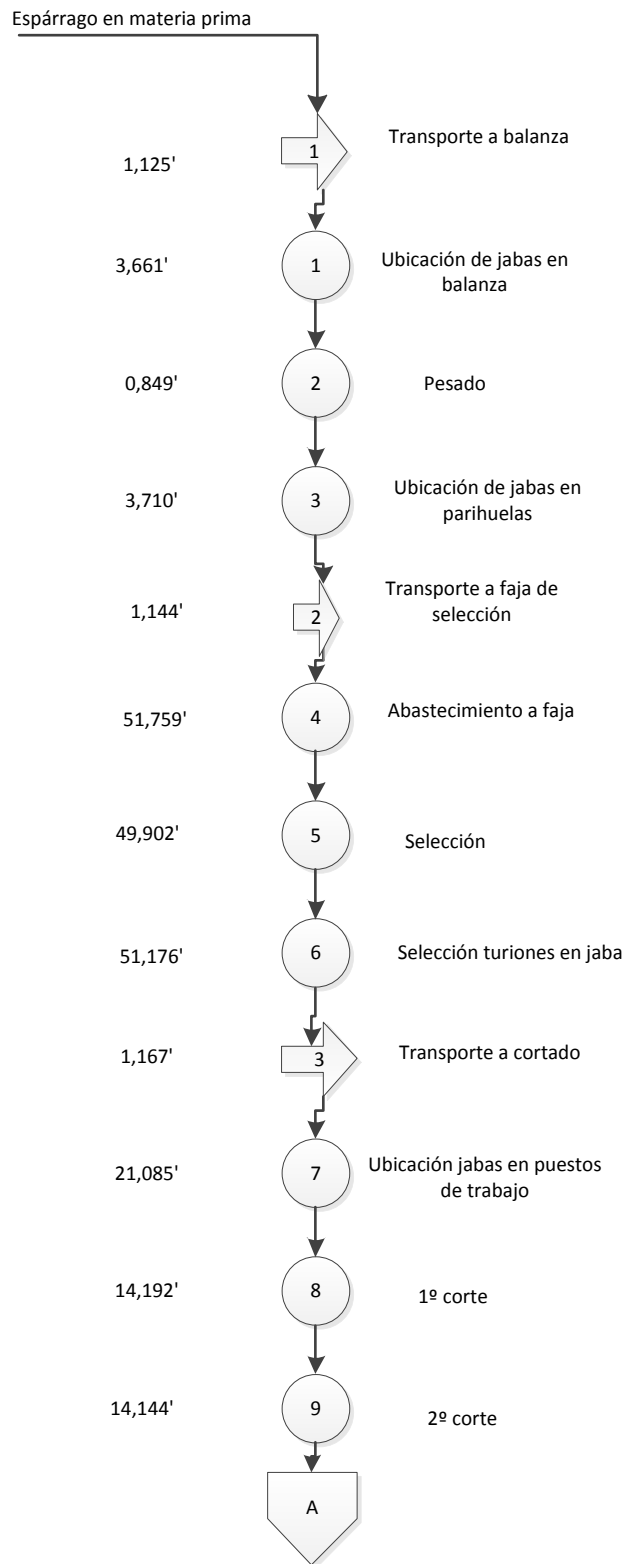 Espárrago en materia prima
Transporte a balanza
1
1,125'
3,661'
1
Ubicación de jabas en
balanza
0,849'
2
Pesado
3,710'
3
Ubicación de jabas en
parihuelas
1,144'
2
Transporte a faja de
selección
51,759'
4
Abastecimiento a faja
49,902'
5
Selección
51,176'
6
Selección turiones en jaba
1,167'
3
Transporte a cortado
21,085'
7
Ubicación jabas en puestos
de trabajo
14,192'
8
1º corte
14,144'
9
2º corte
A